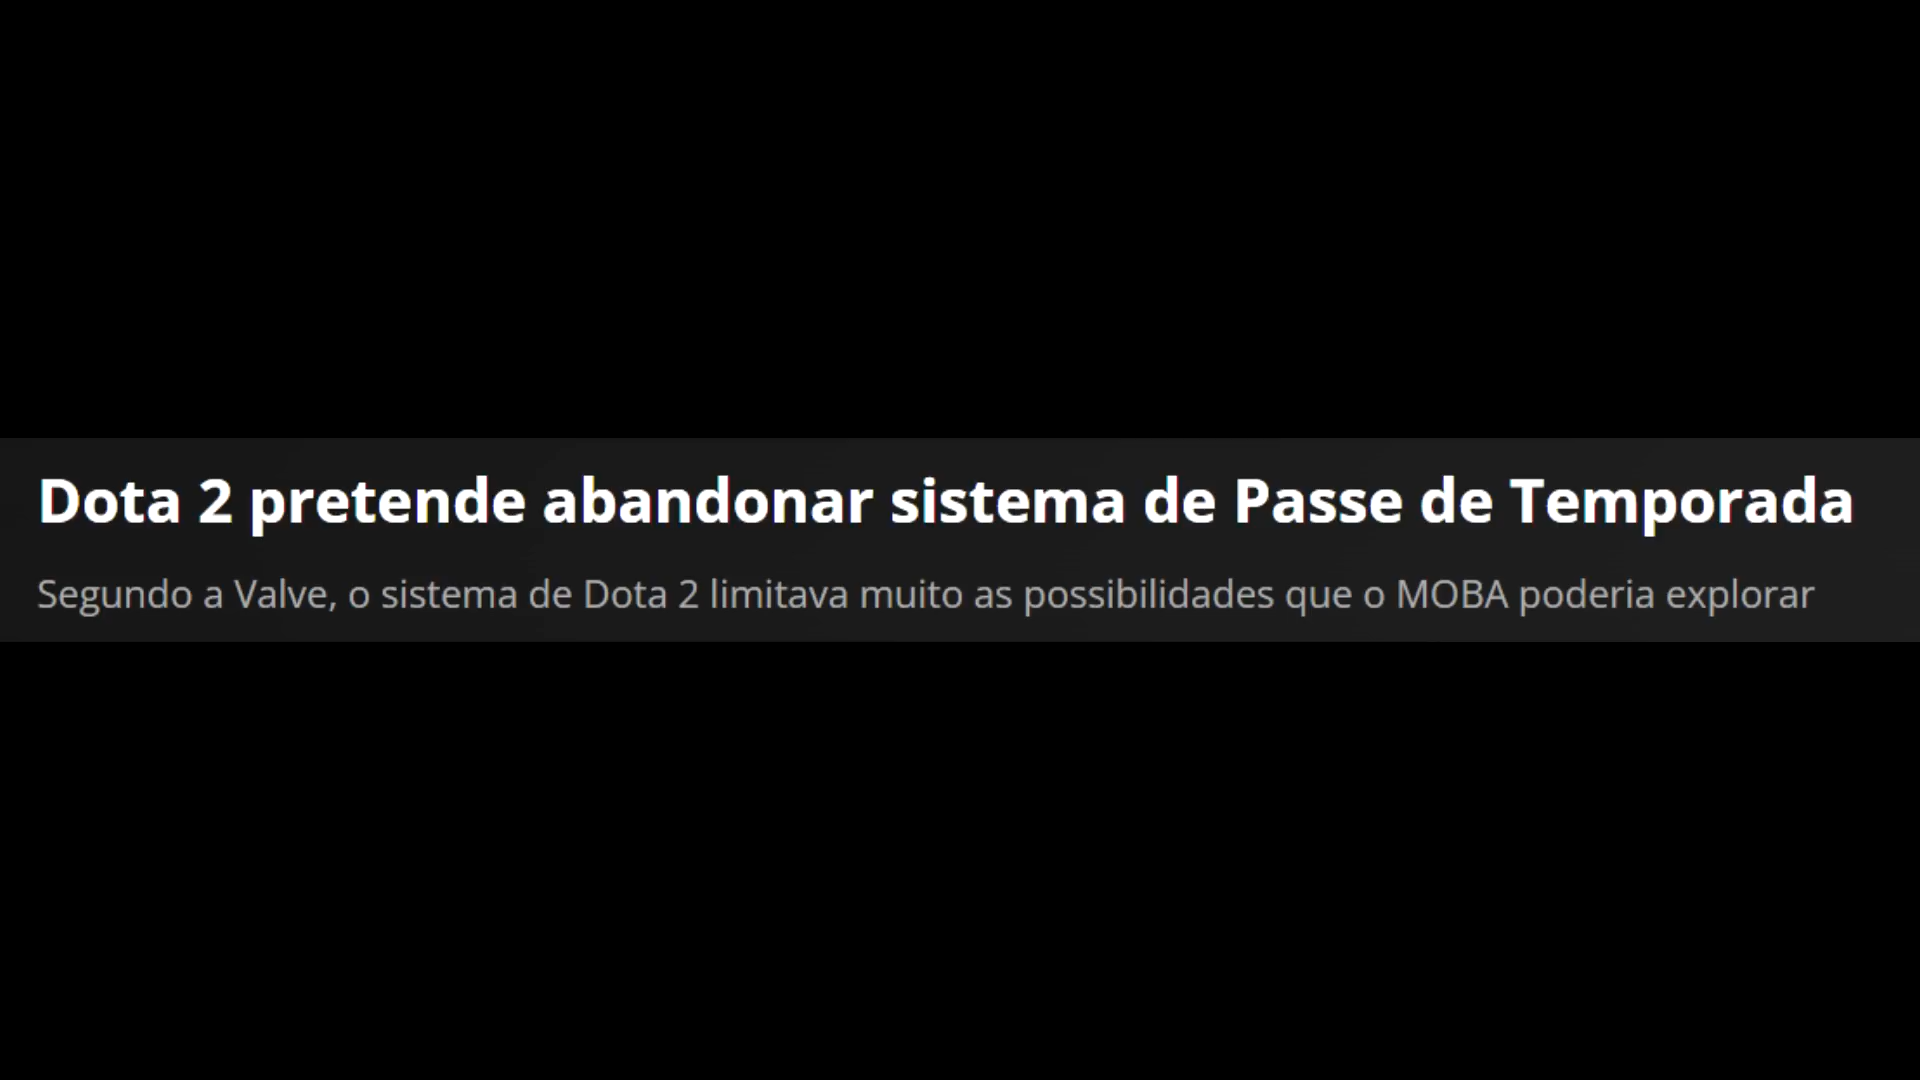 Dota 2 pretende abandonar sistema de Passe de Temporada
Segundo a Valve, o sistema de Dota 2 limitava muito as possibilidades que o MOBA poderia explorar